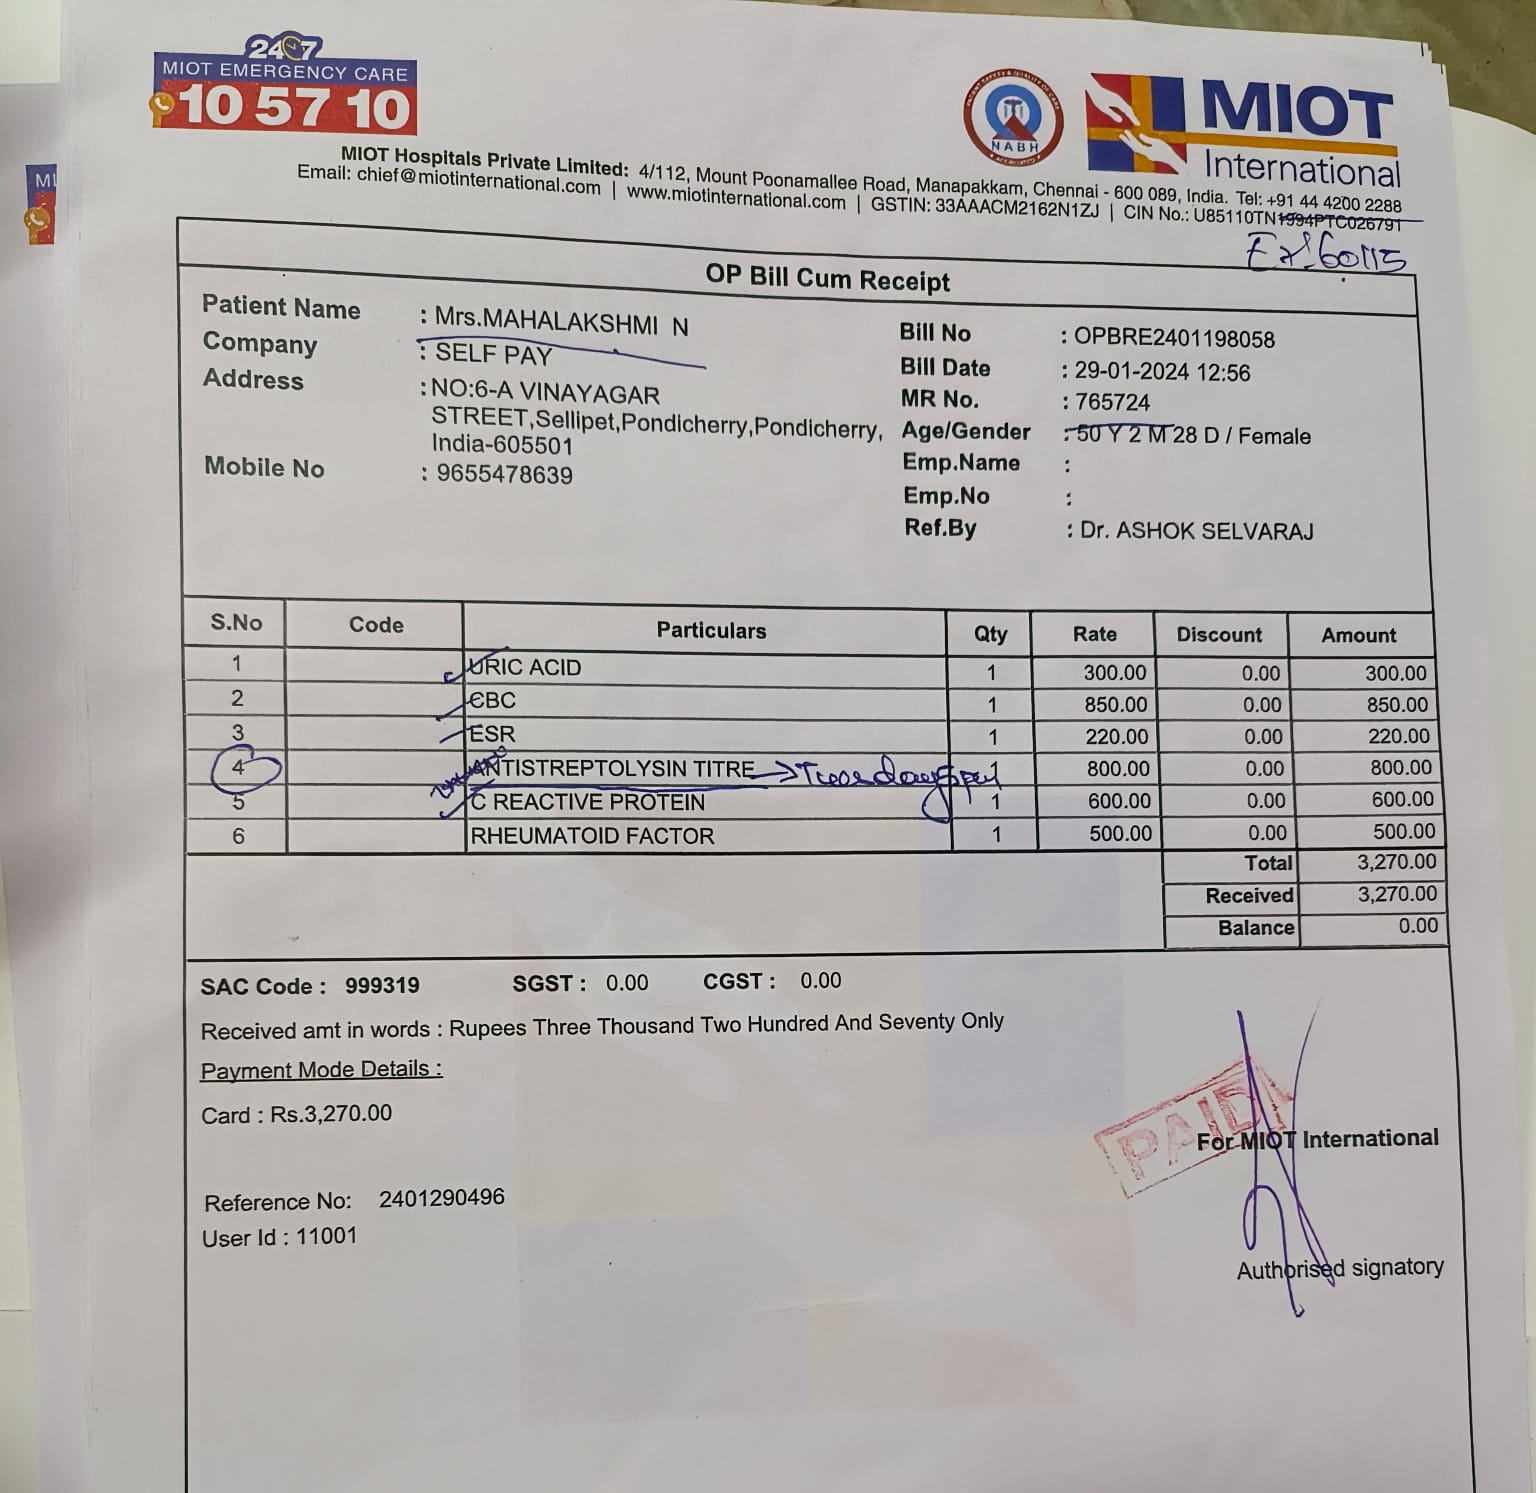 24/7
MIOT EMERGENCY CARE
10 57 10
NABH
MIOT
International
MIOT Hospitals Private Limited: 4/112, Mount Poonamallee Road, Manapakkam, Chennai - 600 089, India. Tel: +91 44 4200 2288
Email: chief@miotinternational.com | www.miotinternational.com | GSTIN: 33AAACM2162N1ZJ | CIN No.: U85110TN1994PTC026791
MI
60115
OP Bill Cum Receipt
Patient Name : Mrs.MAHALAKSHMI N
Company : SELF PAY
Address : NO:6-A VINAYAGAR
STREET,Sellipet,Pondicherry,Pondicherry,
India-605501
Mobile No : 9655478639
Bill No : OPBRE2401198058
Bill Date : 29-01-2024 12:56
MR No. : 765724
Age/Gender : 50 Y 2 M 28 D / Female
Emp.Name :
Emp.No :
Ref.By : Dr. ASHOK SELVARAJ
S.No Code Particulars Qty Rate Discount Amount
1 URIC ACID 1 300.00 0.00 300.00
2 CBC 1 850.00 0.00 850.00
3 ESR 1 220.00 0.00 220.00
4 ANTISTREPTOLYSIN TITRE 1 800.00 0.00 800.00
5 C REACTIVE PROTEIN 1 600.00 0.00 600.00
6 RHEUMATOID FACTOR 1 500.00 0.00 500.00
Total 3,270.00
Received 3,270.00
Balance 0.00
SAC Code : 999319 SGST : 0.00 CGST : 0.00
Received amt in words : Rupees Three Thousand Two Hundred And Seventy Only
Payment Mode Details :
Card : Rs.3,270.00
PAID
For MIOT International
Reference No: 2401290496
User Id : 11001
Authorised signatory